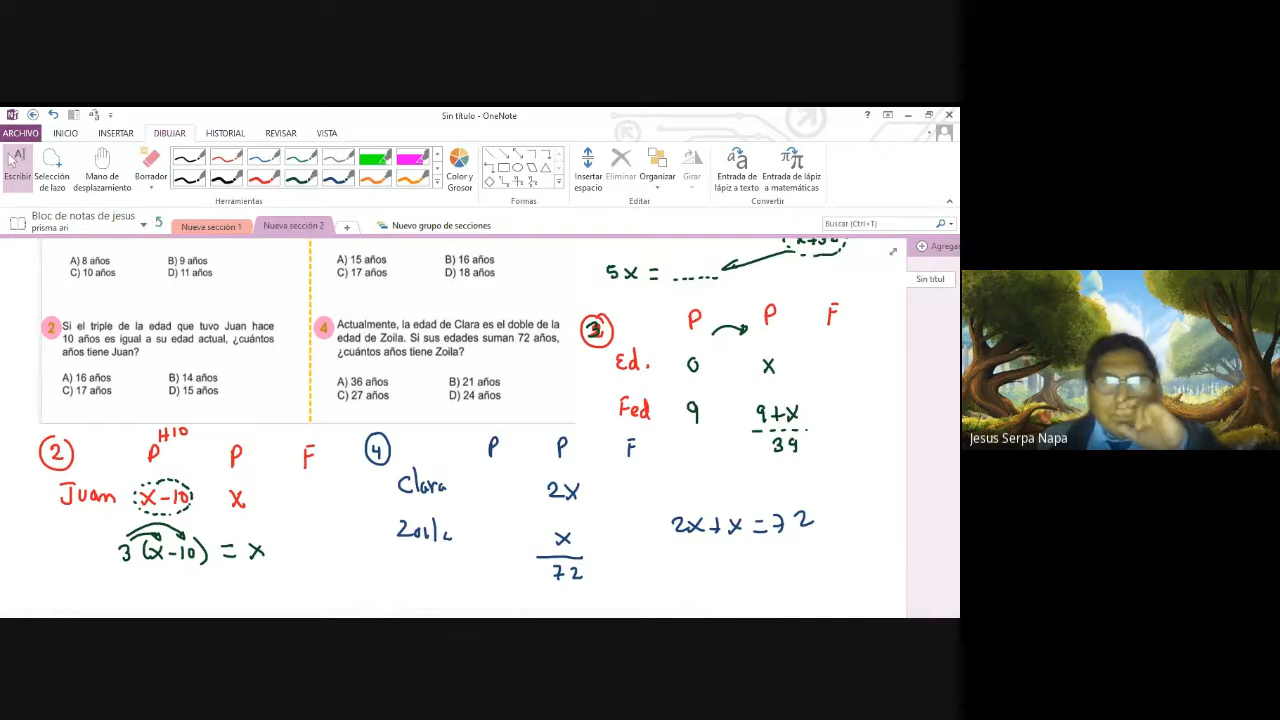 Sin título - OneNote
ARCHIVO INICIO INSERTAR DIBUJAR HISTORIAL REVISAR VISTA
Escribir
Selección de lazo
Mano de desplazamiento
Borrador
Color y Grosor
Insertar espacio
Eliminar
Organizar
Girar
Entrada de lápiz a texto
Entrada de lápiz a matemáticas
Herramientas
Formas
Editar
Convertir
Bloc de notas de jesus
prisma ari
Nueva sección 1
Nueva sección 2
Nuevo grupo de secciones
Buscar (Ctrl+T)
Agregar
Sin títul
A) 8 años B) 9 años
C) 10 años D) 11 años
A) 15 años B) 16 años
C) 17 años D) 18 años
2 Si el triple de la edad que tuvo Juan hace
10 años es igual a su edad actual, ¿cuántos
años tiene Juan?
A) 16 años B) 14 años
C) 17 años D) 15 años
4 Actualmente, la edad de Clara es el doble de la
edad de Zoila. Si sus edades suman 72 años,
¿cuántos años tiene Zoila?
A) 36 años B) 21 años
C) 27 años D) 24 años
5x = ......
3 P P F
Ed. 0 x
Fed 9 9+x
39
2 P H10 P F
Juan x-10 x
3(x-10) = x
4 P P F
Clara 2x
Zoila x
72
2x+x=72
Jesus Serpa Napa